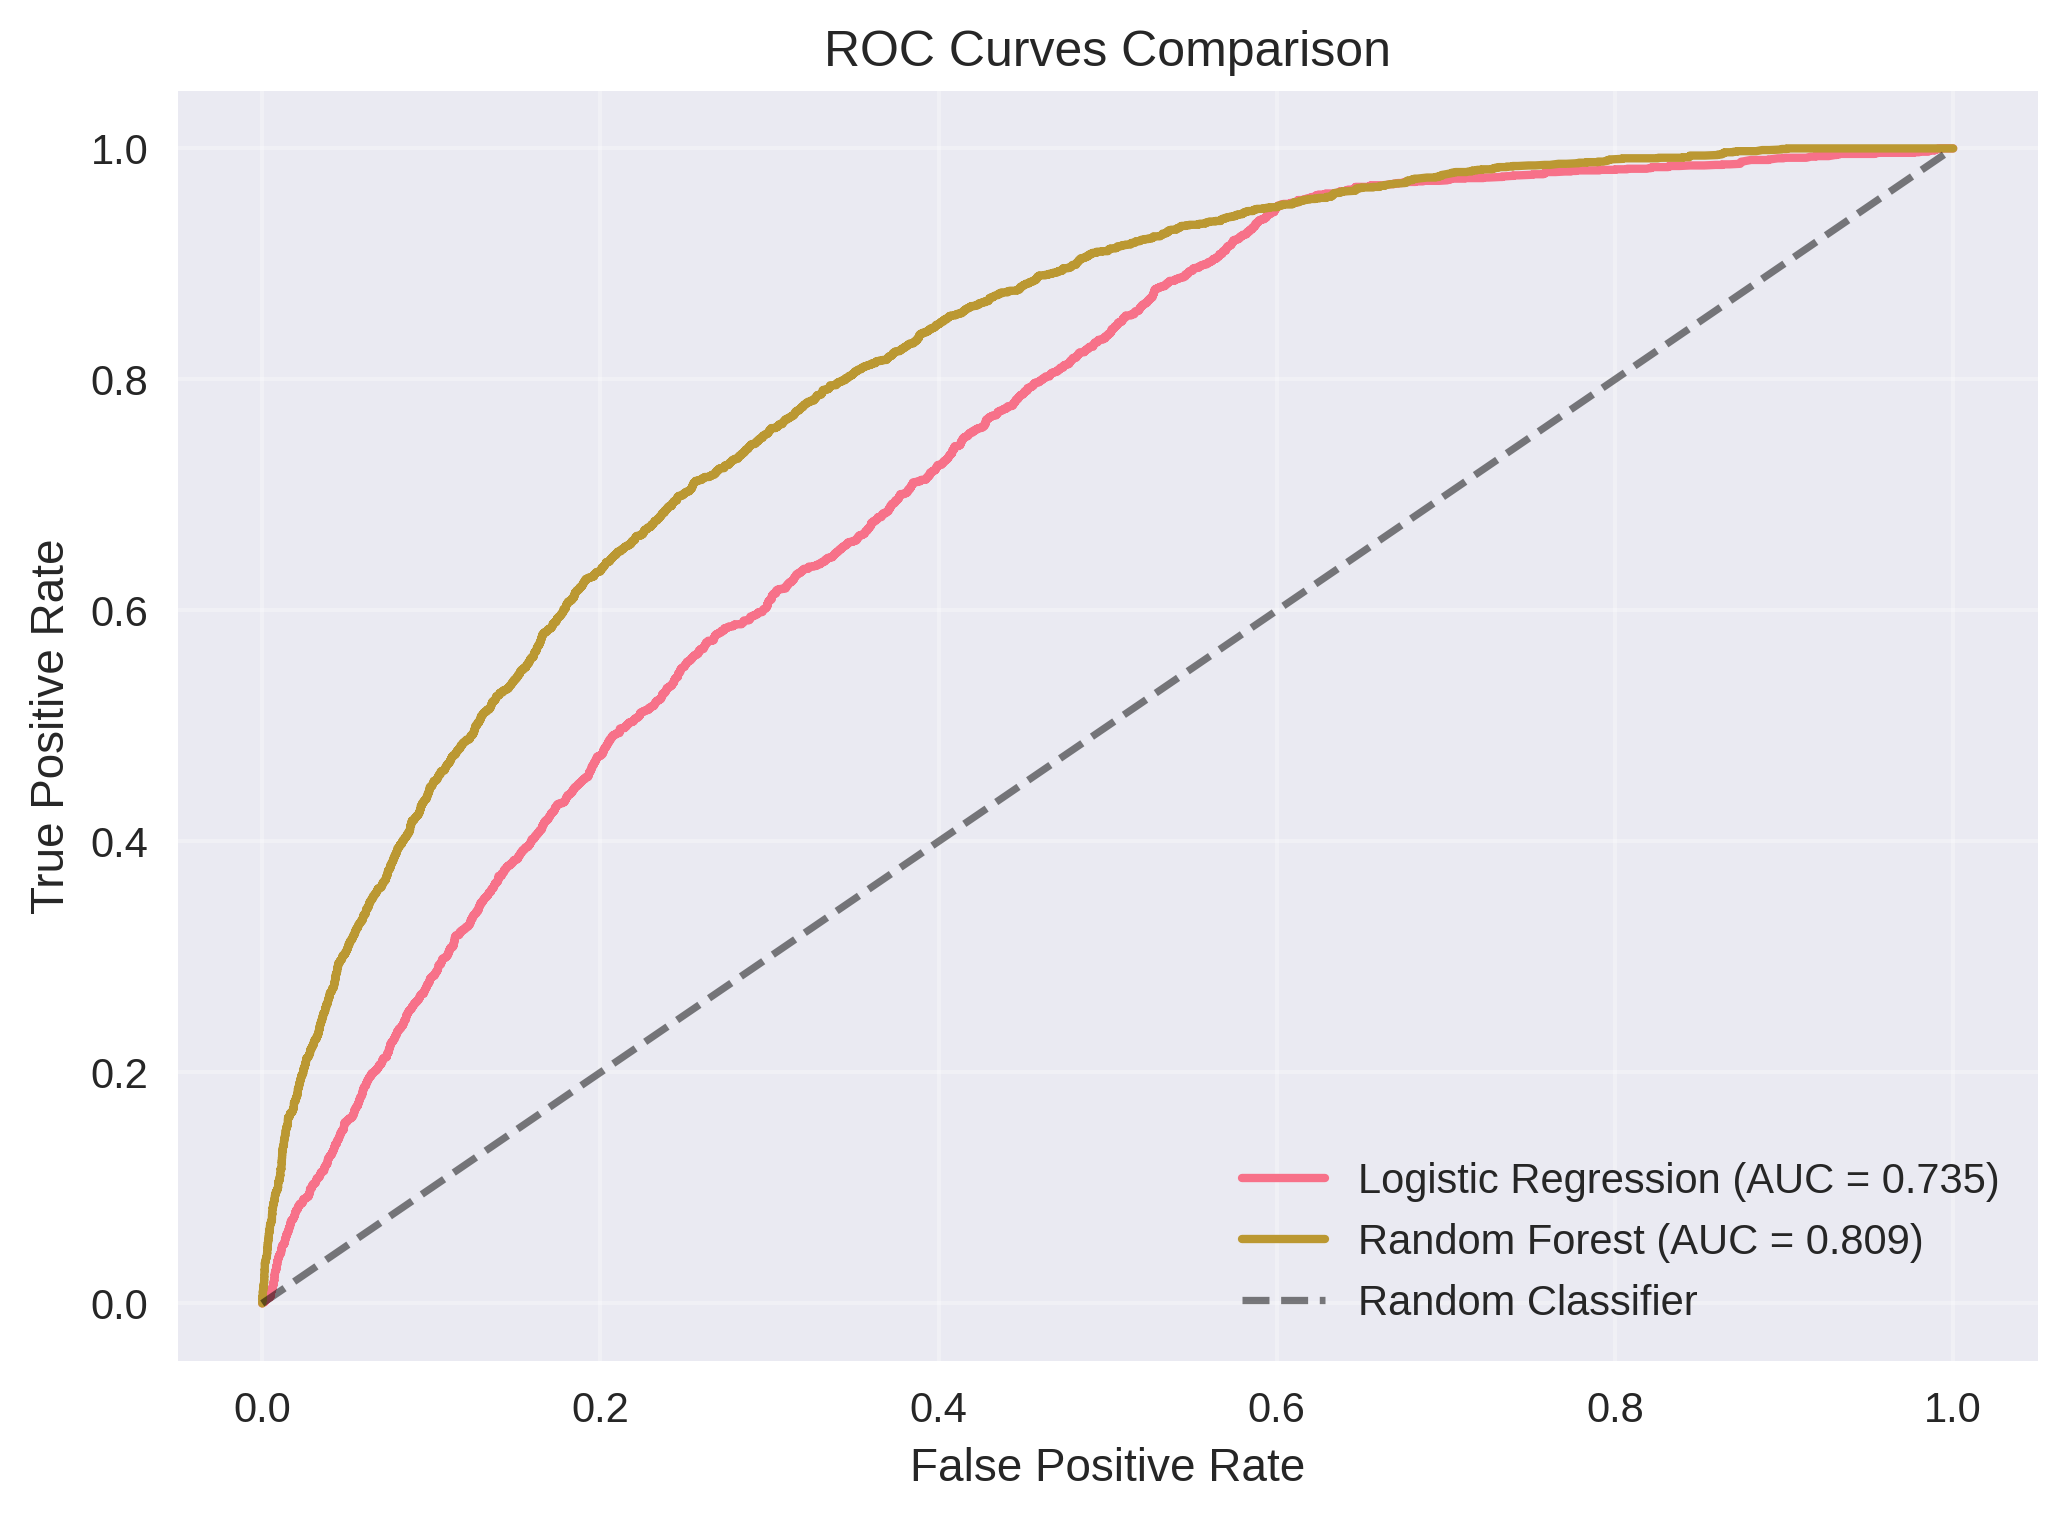 ROC Curves Comparison
True Positive Rate
1.0
0.8
0.6
0.4
0.2
0.0
Logistic Regression (AUC = 0.735)
Random Forest (AUC = 0.809)
Random Classifier
0.0 0.2 0.4 0.6 0.8 1.0
False Positive Rate